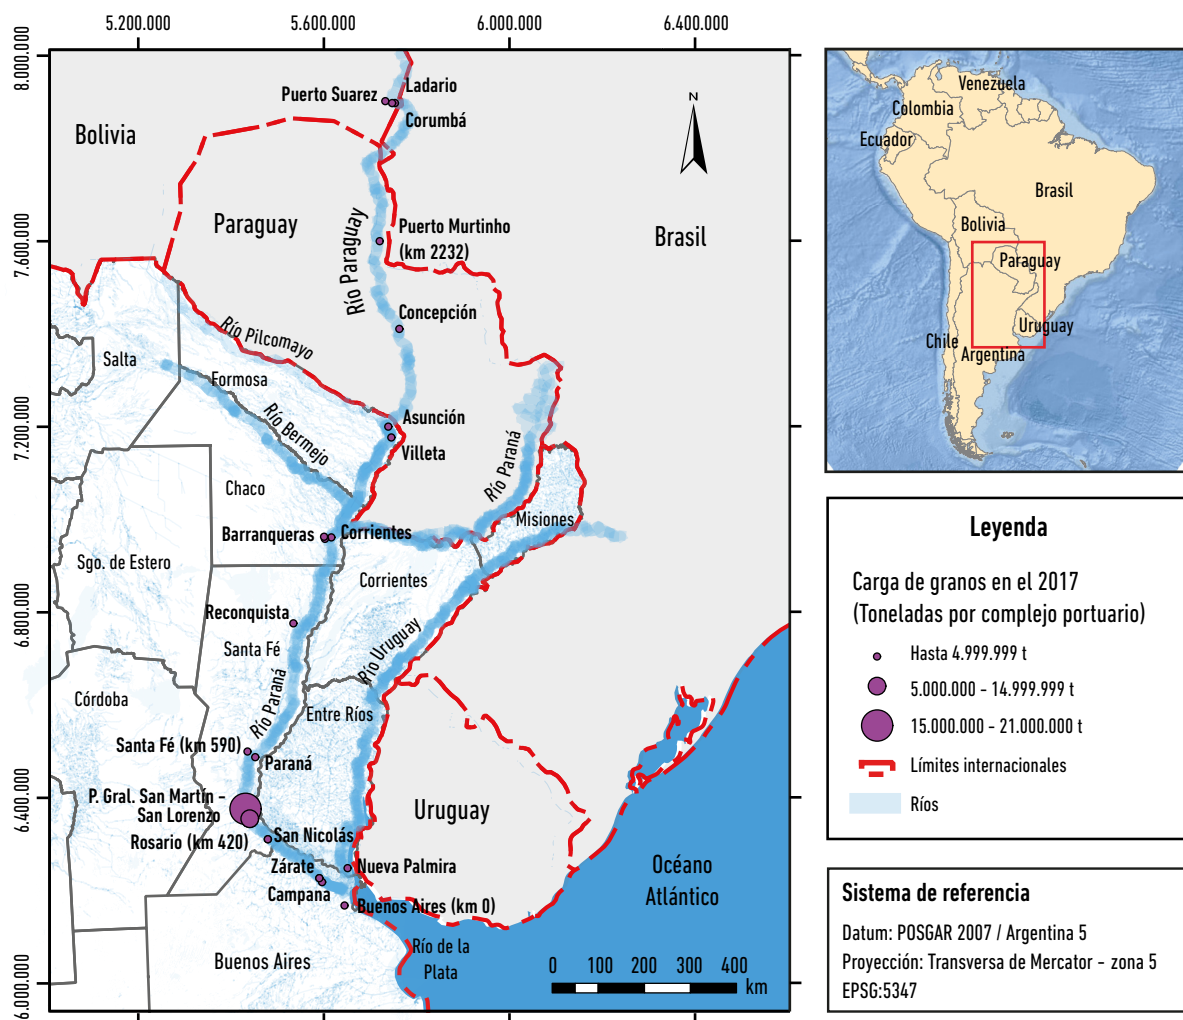 5.200.000
5.600.000
6.000.000
6.400.000
8.000.000
7.600.000
7.200.000
6.800.000
6.400.000
6.000.000
Bolivia
Puerto Suarez
Ladario
Corumbá
N
Paraguay
Río Paraguay
Puerto Murtinho
(km 2232)
Brasil
Concepción
Río Pilcomayo
Salta
Formosa
Río Bermejo
Asunción
Villeta
Río Paraná
Chaco
Misiones
Barranqueras
Corrientes
Sgo. de Estero
Corrientes
Reconquista
Santa Fé
Río Uruguay
Río Paraná
Córdoba
Entre Ríos
Santa Fé (km 590)
Paraná
P. Gral. San Martín –
San Lorenzo
Rosario (km 420)
San Nicolás
Uruguay
Zárate
Nueva Palmira
Campana
Buenos Aires (km 0)
Océano
Atlántico
Río de la
Plata
Buenos Aires
0 100 200 300 400
km
Venezuela
Colombia
Ecuador
Brasil
Bolivia
Paraguay
Uruguay
Chile
Argentina
Leyenda
Carga de granos en el 2017
(Toneladas por complejo portuario)
Hasta 4.999.999 t
5.000.000 – 14.999.999 t
15.000.000 – 21.000.000 t
Límites internacionales
Ríos
Sistema de referencia
Datum: POSGAR 2007 / Argentina 5
Proyección: Transversa de Mercator – zona 5
EPSG:5347